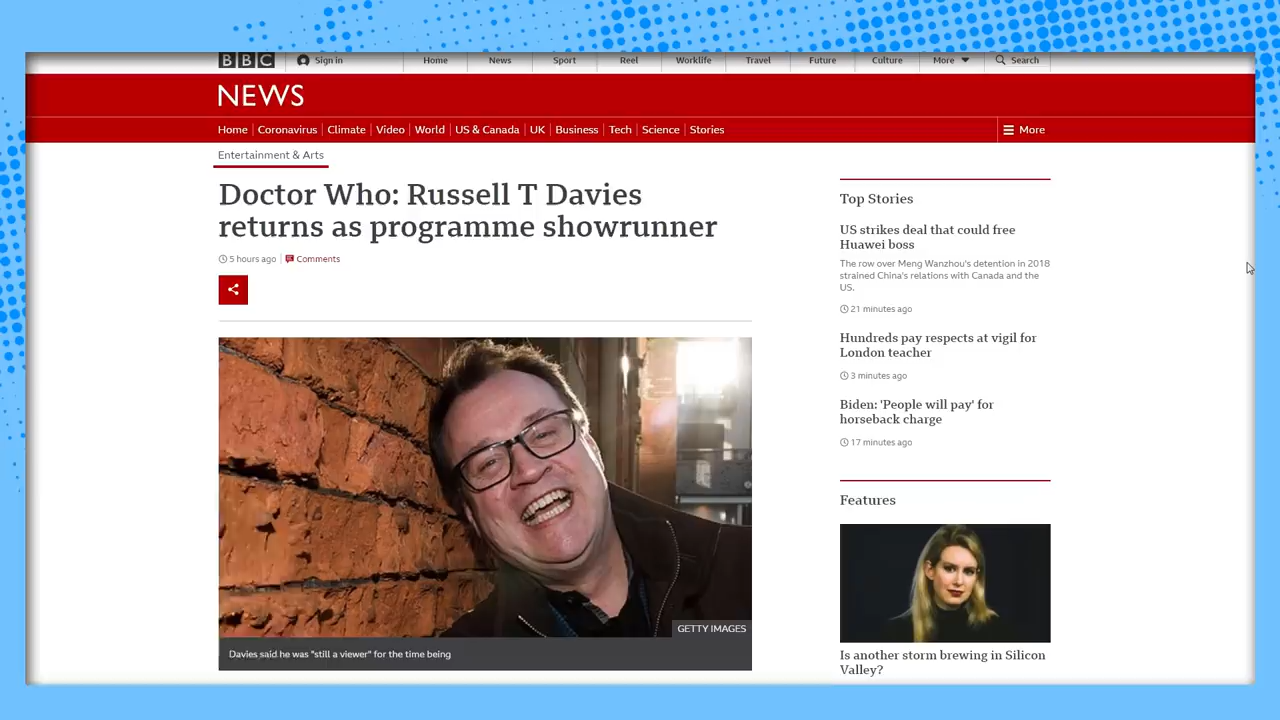 BBC
Sign in
Home
News
Sport
Reel
Worklife
Travel
Future
Culture
More
Search
NEWS
Home
Coronavirus
Climate
Video
World
US & Canada
UK
Business
Tech
Science
Stories
More
Entertainment & Arts
Doctor Who: Russell T Davies
returns as programme showrunner
5 hours ago
Comments
GETTY IMAGES
Davies said he was "still a viewer" for the time being
Top Stories
US strikes deal that could free
Huawei boss
The row over Meng Wanzhou's detention in 2018
strained China's relations with Canada and the
US.
21 minutes ago
Hundreds pay respects at vigil for
London teacher
3 minutes ago
Biden: 'People will pay' for
horseback charge
17 minutes ago
Features
Is another storm brewing in Silicon
Valley?